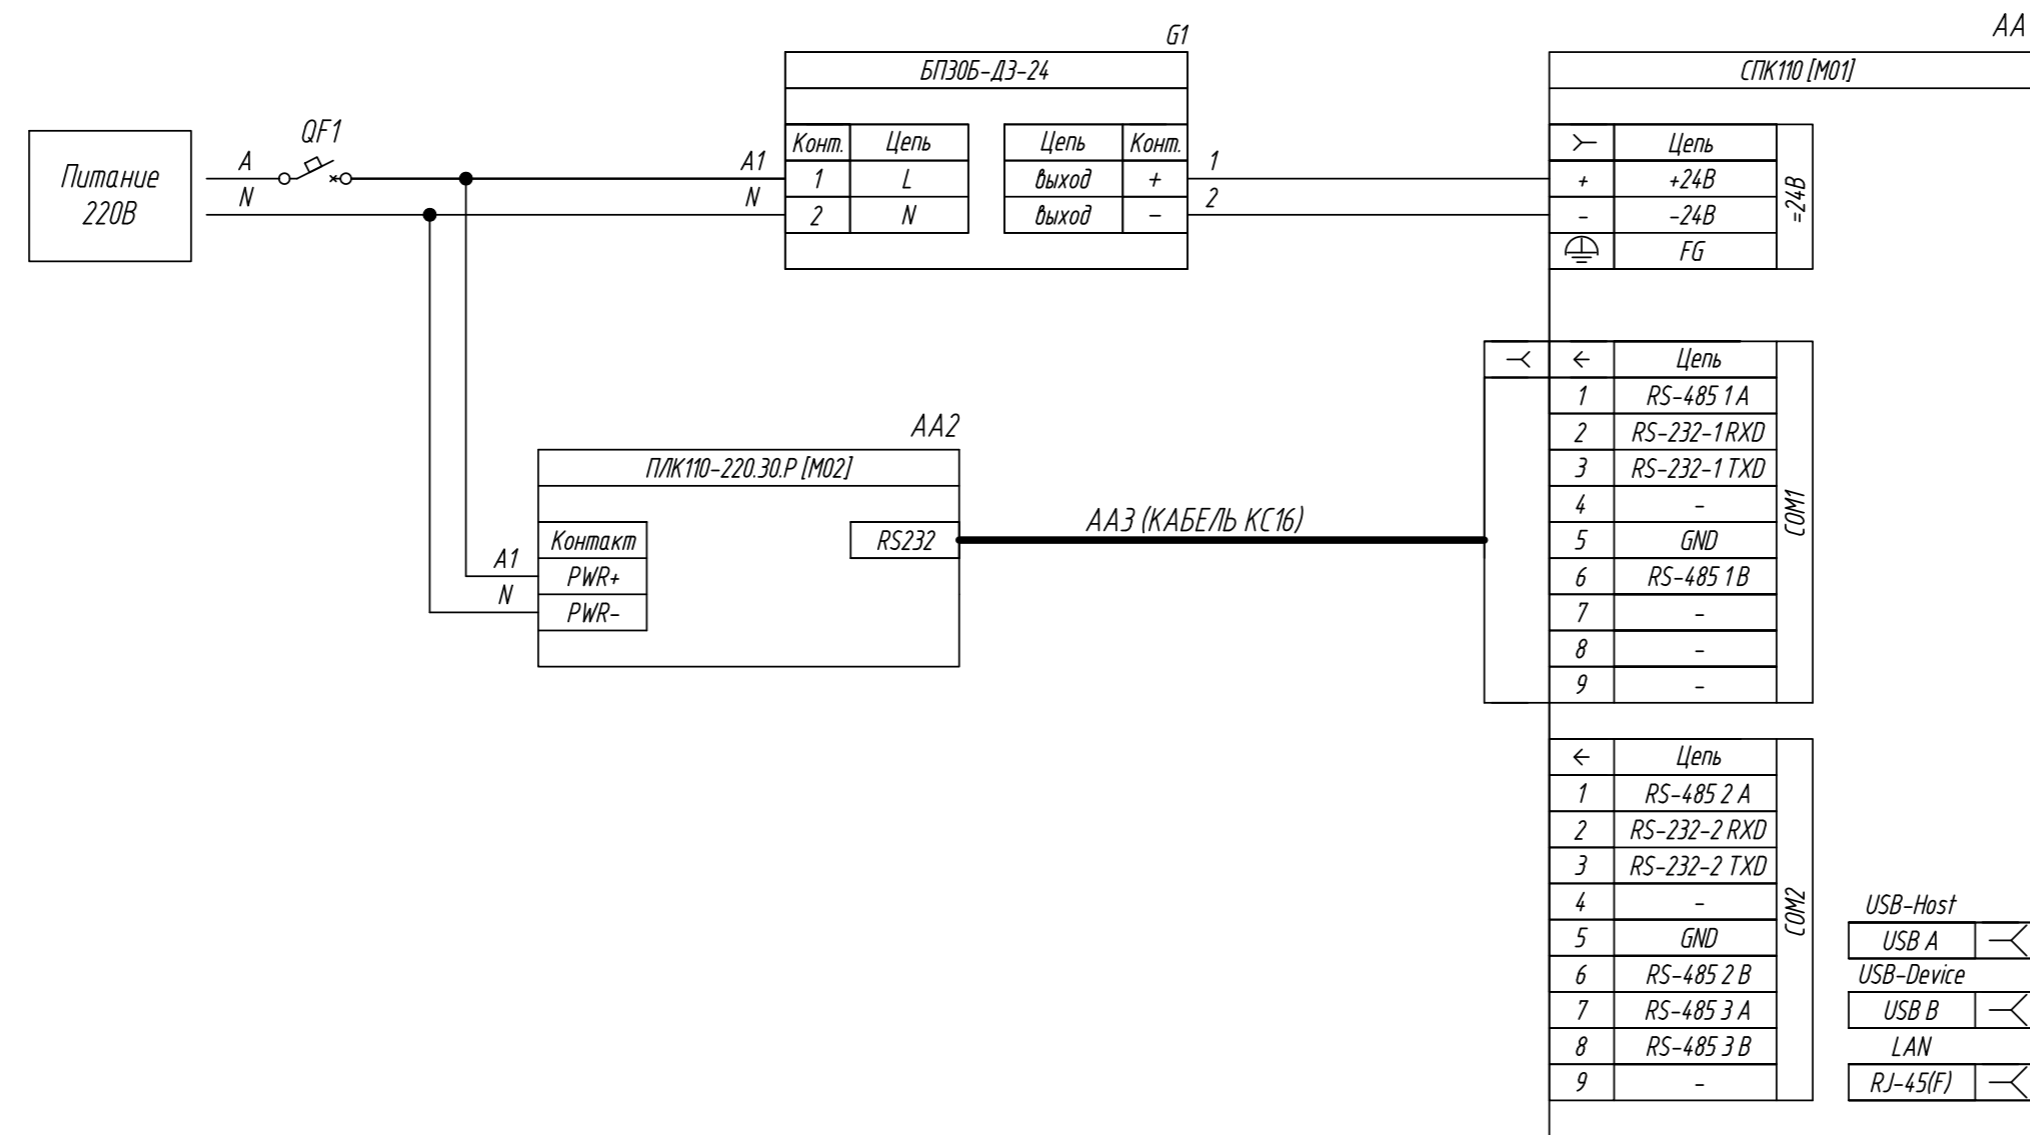 G1
АА
БП30Б-Д3-24
СПК110 [М01]
QF1
Питание
220В
A
N
A1
N
Конт. Цепь
1 L
2 N
Цепь Конт.
выход +
выход -
1
2
Цепь
+ +24В
- -24В
FG
=24В
Цепь
1 RS-485 1 A
2 RS-232-1 RXD
3 RS-232-1 TXD
4 -
5 GND
6 RS-485 1 B
7 -
8 -
9 -
COM1
АА2
ПЛК110-220.30.Р [М02]
Контакт
PWR+
PWR-
A1
N
RS232
АА3 (КАБЕЛЬ КС16)
Цепь
1 RS-485 2 A
2 RS-232-2 RXD
3 RS-232-2 TXD
4 -
5 GND
6 RS-485 2 B
7 RS-485 3 A
8 RS-485 3 B
9 -
COM2
USB-Host
USB A
USB-Device
USB B
LAN
RJ-45(F)